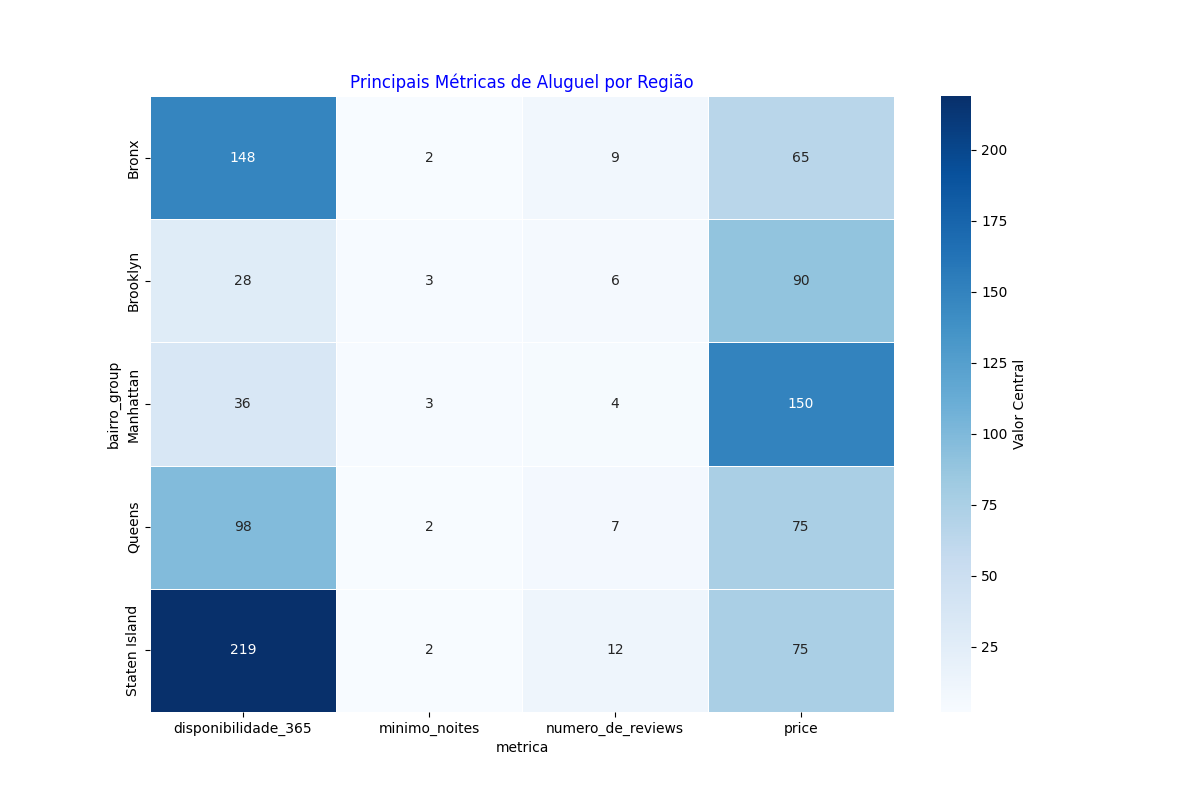 Principais Métricas de Aluguel por Região
bairro_group
Bronx
148 2 9 65
Brooklyn
28 3 6 90
Manhattan
36 3 4 150
Queens
98 2 7 75
Staten Island
219 2 12 75
disponibilidade_365 minimo_noites numero_de_reviews price
metrica
200
175
150
125
100
75
50
25
Valor Central